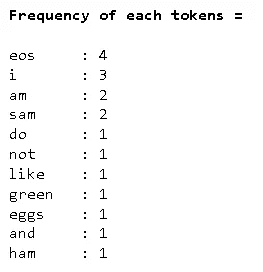 Frequency of each tokens =
eos : 4
i : 3
am : 2
sam : 2
do : 1
not : 1
like : 1
green : 1
eggs : 1
and : 1
ham : 1